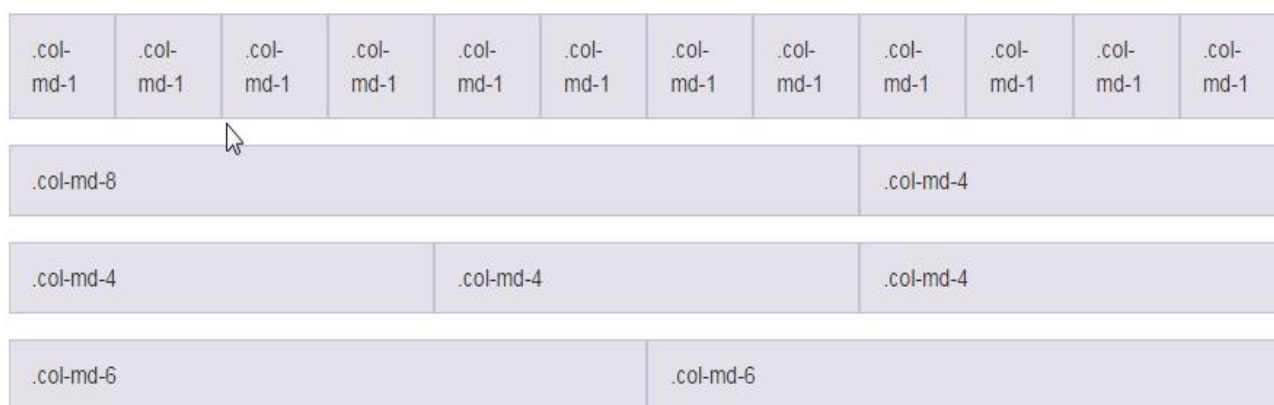 .col- .col- .col- .col- .col- .col- .col- .col- .col- .col- .col- .col-
md-1 md-1 md-1 md-1 md-1 md-1 md-1 md-1 md-1 md-1 md-1 md-1
.col-md-8 .col-md-4
.col-md-4 .col-md-4 .col-md-4
.col-md-6 .col-md-6